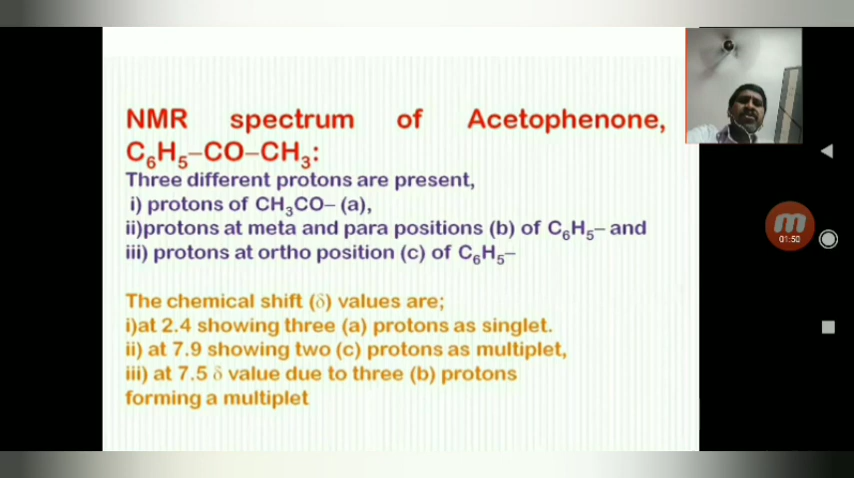 NMR spectrum of Acetophenone,
C₆H₅–CO–CH₃:
Three different protons are present,
i) protons of CH₃CO– (a),
ii)protons at meta and para positions (b) of C₆H₅– and
iii) protons at ortho position (c) of C₆H₅–
The chemical shift (δ) values are;
i)at 2.4 showing three (a) protons as singlet.
ii) at 7.9 showing two (c) protons as multiplet,
iii) at 7.5 δ value due to three (b) protons
forming a multiplet
m
01:50